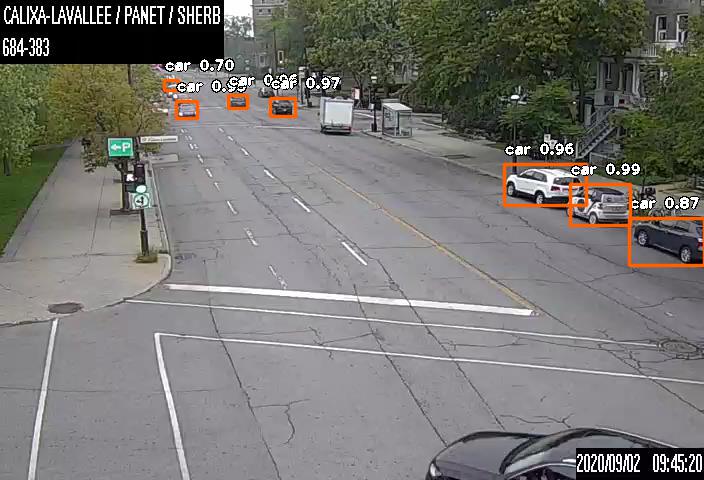 CALIXA-LAVALLEE / PANET / SHERB
684-383
car 0.70
car 0.97
car 0.96
car 0.99
car 0.87
P
4
2020/09/02 09:45:20